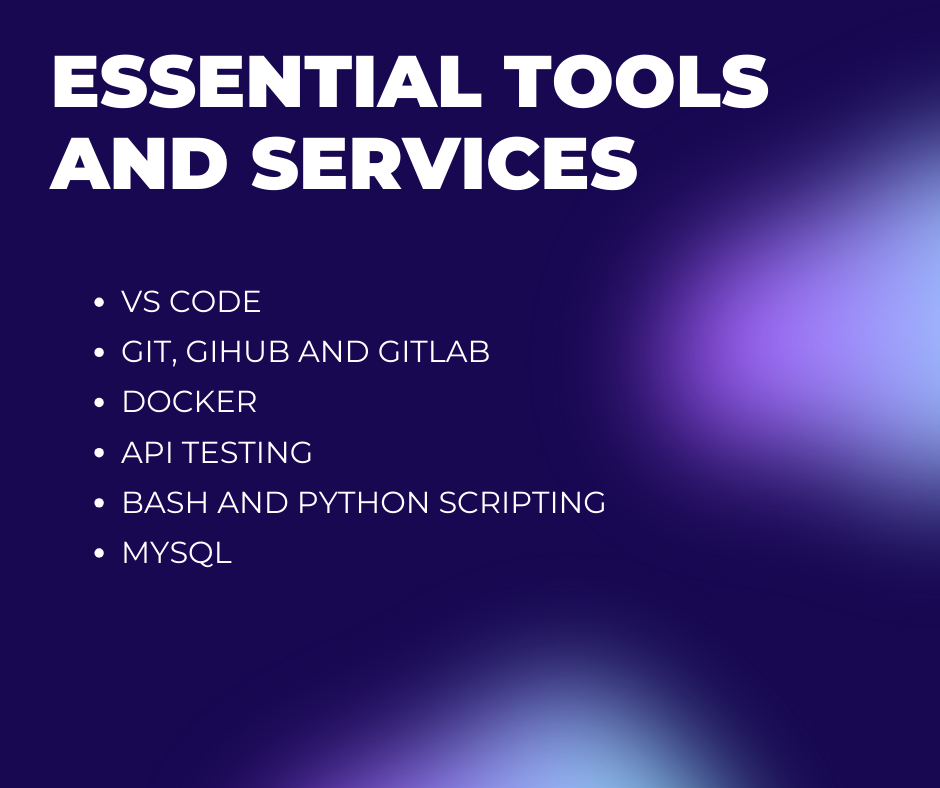 ESSENTIAL TOOLS
AND SERVICES
• VS CODE
• GIT, GIHUB AND GITLAB
• DOCKER
• API TESTING
• BASH AND PYTHON SCRIPTING
• MYSQL